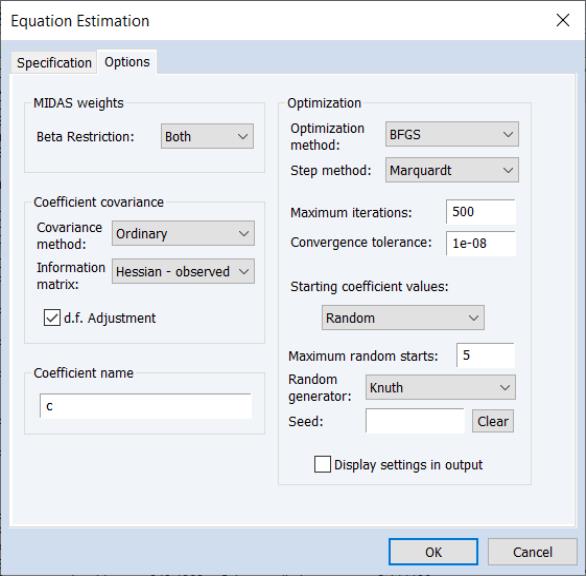 Equation Estimation
Specification
Options
MIDAS weights
Beta Restriction:
Both
Coefficient covariance
Covariance
method:
Ordinary
Information
matrix:
Hessian - observed
d.f. Adjustment
Coefficient name
c
Optimization
Optimization
method:
BFGS
Step method:
Marquardt
Maximum iterations:
500
Convergence tolerance:
1e-08
Starting coefficient values:
Random
Maximum random starts:
5
Random
generator:
Knuth
Seed:
Clear
Display settings in output
OK
Cancel